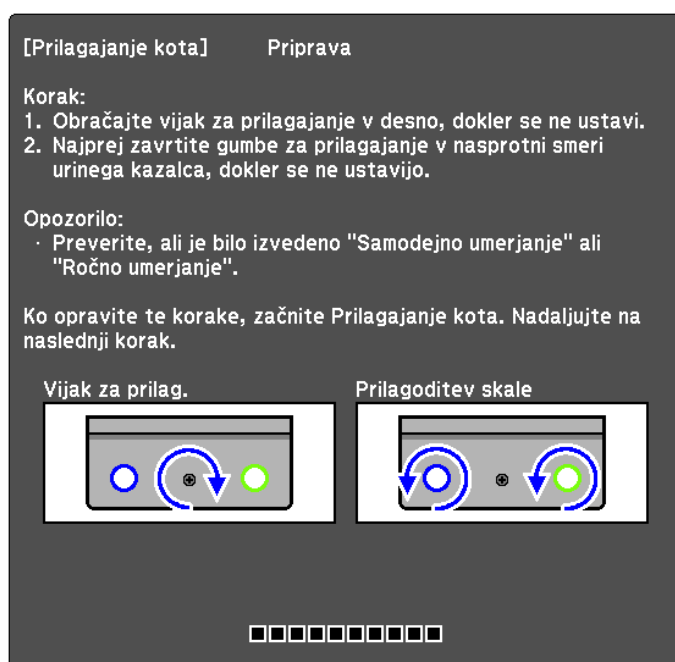 [Prilagajanje kota] Priprava
Korak:
1. Obračajte vijak za prilagajanje v desno, dokler se ne ustavi.
2. Najprej zavrtite gumbe za prilagajanje v nasprotni smeri
urinega kazalca, dokler se ne ustavijo.
Opozorilo:
· Preverite, ali je bilo izvedeno "Samodejno umerjanje" ali
"Ročno umerjanje".
Ko opravite te korake, začnite Prilagajanje kota. Nadaljujte na
naslednji korak.
Vijak za prilag. Prilagoditev skale